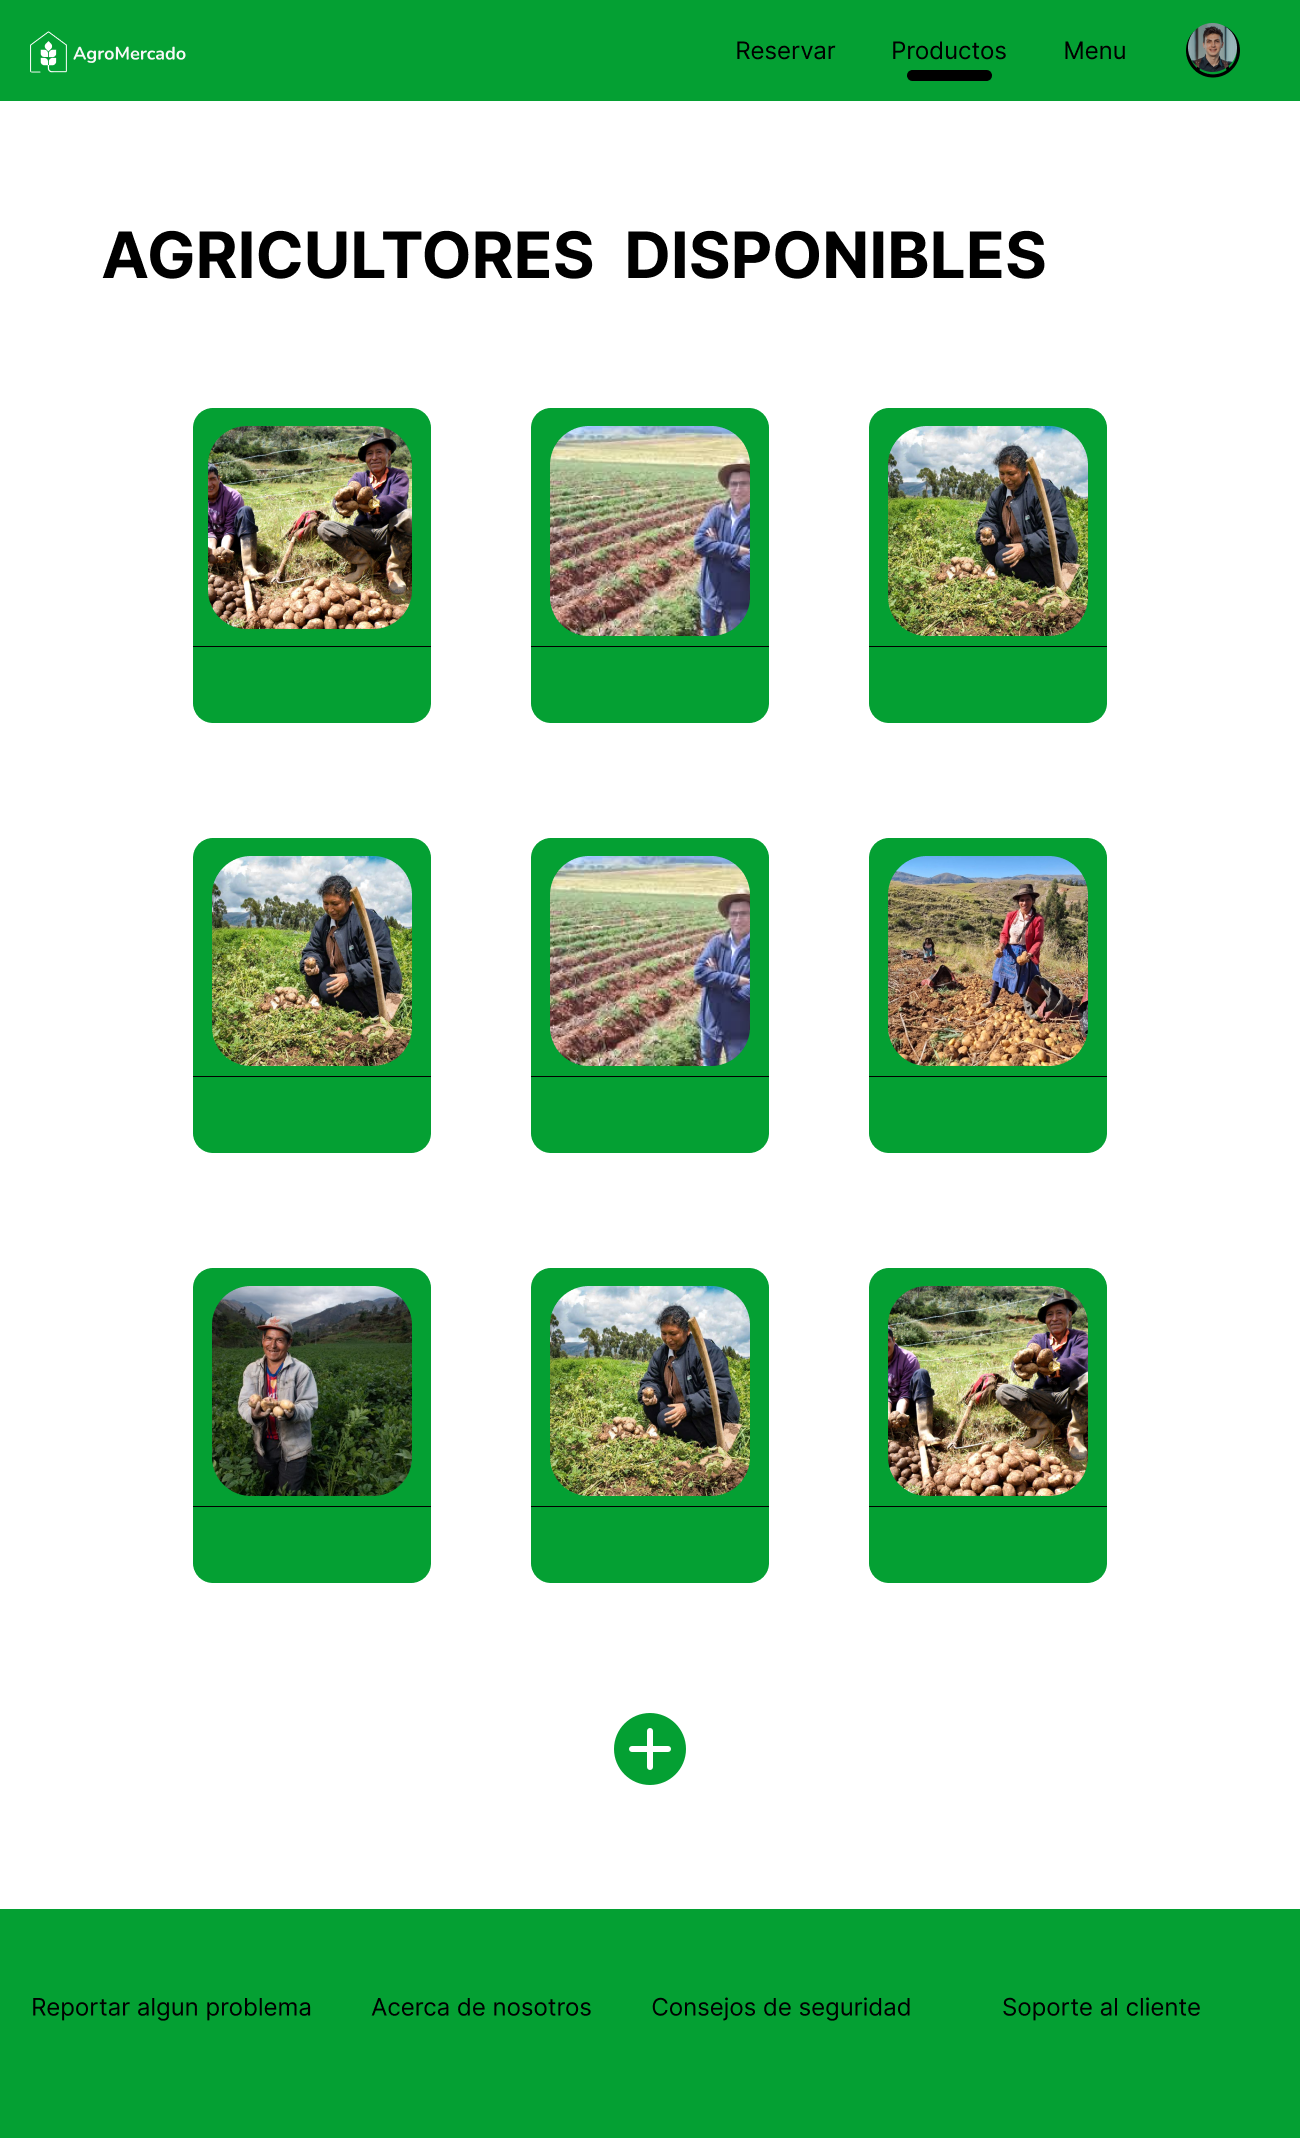 AgroMercado
Reservar
Productos
Menu
AGRICULTORES DISPONIBLES
Reportar algun problema
Acerca de nosotros
Consejos de seguridad
Soporte al cliente